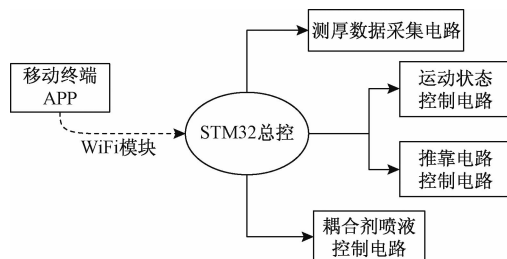 测厚数据采集电路
移动终端
APP
运动状态
控制电路
STM32总控
WiFi模块
推靠电路
控制电路
耦合剂喷液
控制电路